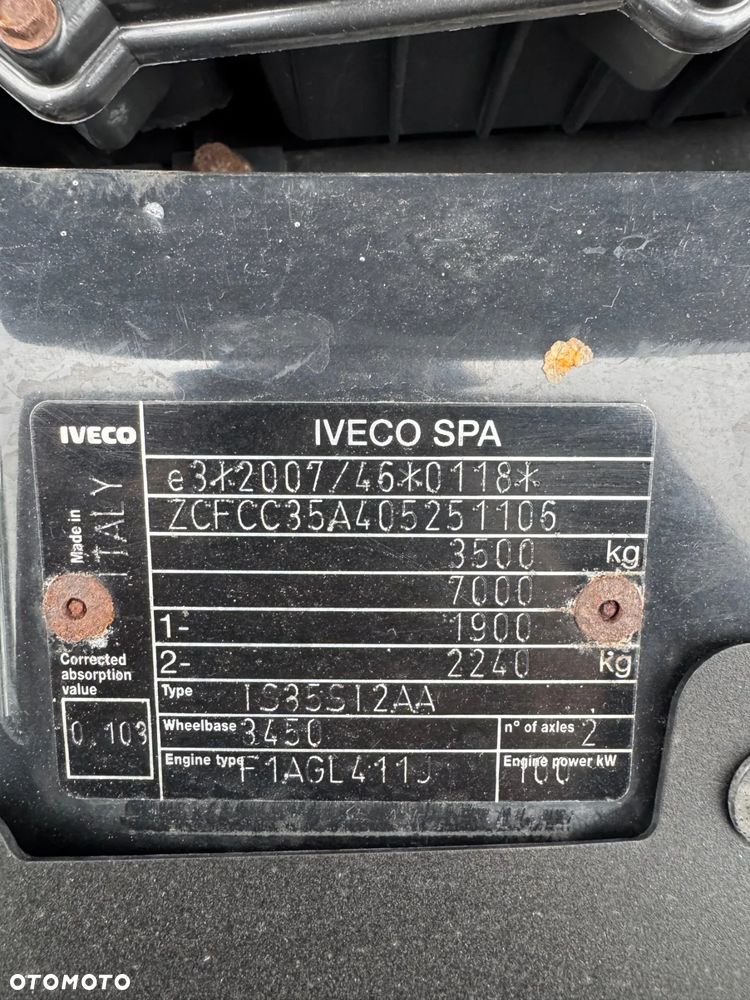 IVECO
IVECO SPA
e3*2007/46*0118*
ZCFCC35A405251106
3500 kg
7000
1- 1900
2- 2240 kg
Made in ITALY
Corrected absorption value
0.103
Type IS35SI2AA
Wheelbase 3450 n° of axles 2
Engine type F1AGL411J Engine power kW 100
OTOMOTO